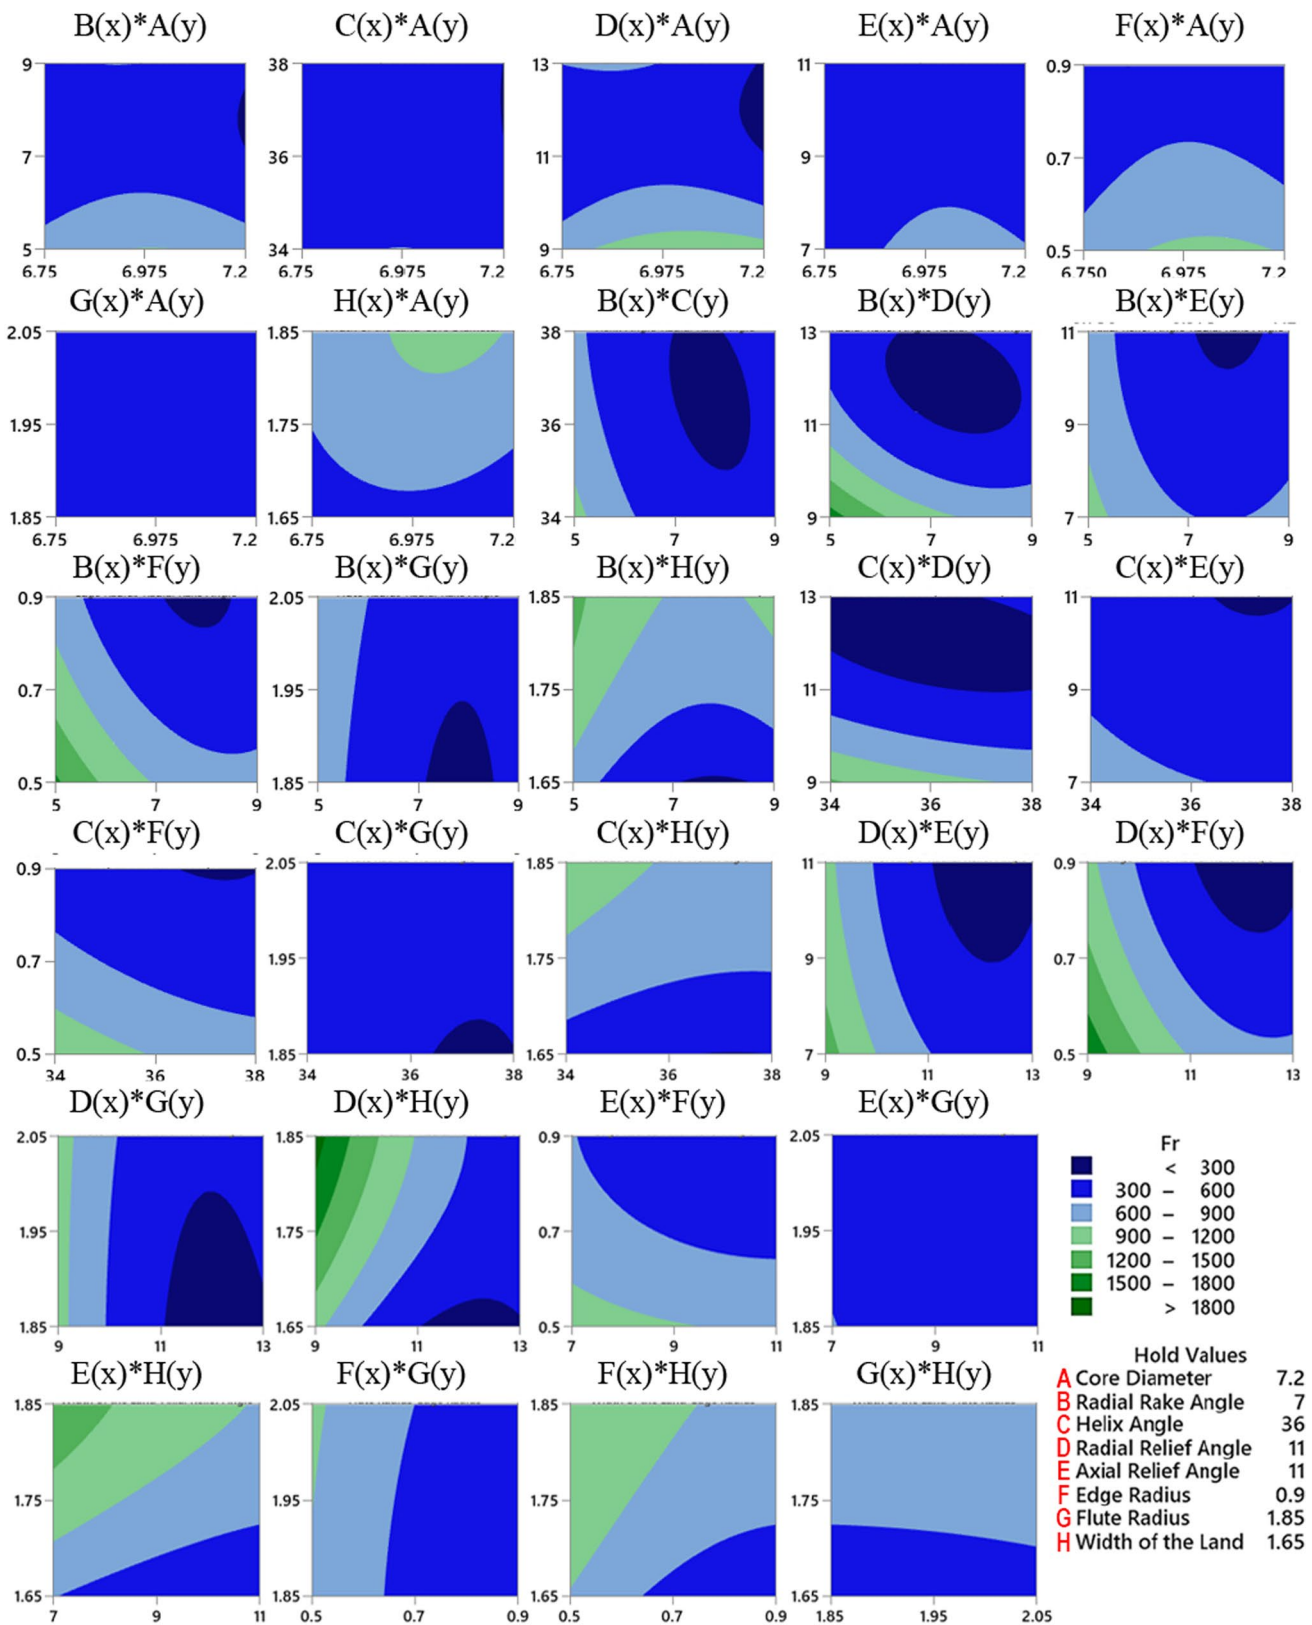 B(x)*A(y) C(x)*A(y) D(x)*A(y) E(x)*A(y) F(x)*A(y)
9 38 13 11 0.9
7 36 11 9 0.7
5 34 9 7 0.5
6.75 6.975 7.2 6.75 6.975 7.2 6.75 6.975 7.2 6.75 6.975 7.2 6.750 6.975 7.2
G(x)*A(y) H(x)*A(y) B(x)*C(y) B(x)*D(y) B(x)*E(y)
2.05 1.85 38 13 11
1.95 1.75 36 11 9
1.85 1.65 34 9 7
6.75 6.975 7.2 6.75 6.975 7.2 5 7 9 5 7 9 5 7 9
B(x)*F(y) B(x)*G(y) B(x)*H(y) C(x)*D(y) C(x)*E(y)
0.9 2.05 1.85 13 11
0.7 1.95 1.75 11 9
0.5 1.85 1.65 9 7
5 7 9 5 7 9 5 7 9 34 36 38 34 36 38
C(x)*F(y) C(x)*G(y) C(x)*H(y) D(x)*E(y) D(x)*F(y)
0.9 2.05 1.85 11 0.9
0.7 1.95 1.75 9 0.7
0.5 1.85 1.65 7 0.5
34 36 38 34 36 38 34 36 38 9 11 13 9 11 13
D(x)*G(y) D(x)*H(y) E(x)*F(y) E(x)*G(y)
2.05 1.85 0.9 2.05
1.95 1.75 0.7 1.95
1.85 1.65 0.5 1.85
9 11 13 9 11 13 7 9 11 7 9 11
Fr
< 300
300 – 600
600 – 900
900 – 1200
1200 – 1500
1500 – 1800
> 1800
E(x)*H(y) F(x)*G(y) F(x)*H(y) G(x)*H(y)
1.85 2.05 1.85 1.85
1.75 1.95 1.75 1.75
1.65 1.85 1.65 1.65
7 9 11 0.5 0.7 0.9 0.5 0.7 0.9 1.85 1.95 2.05
Hold Values
A Core Diameter 7.2
B Radial Rake Angle 7
C Helix Angle 36
D Radial Relief Angle 11
E Axial Relief Angle 11
F Edge Radius 0.9
G Flute Radius 1.85
H Width of the Land 1.65